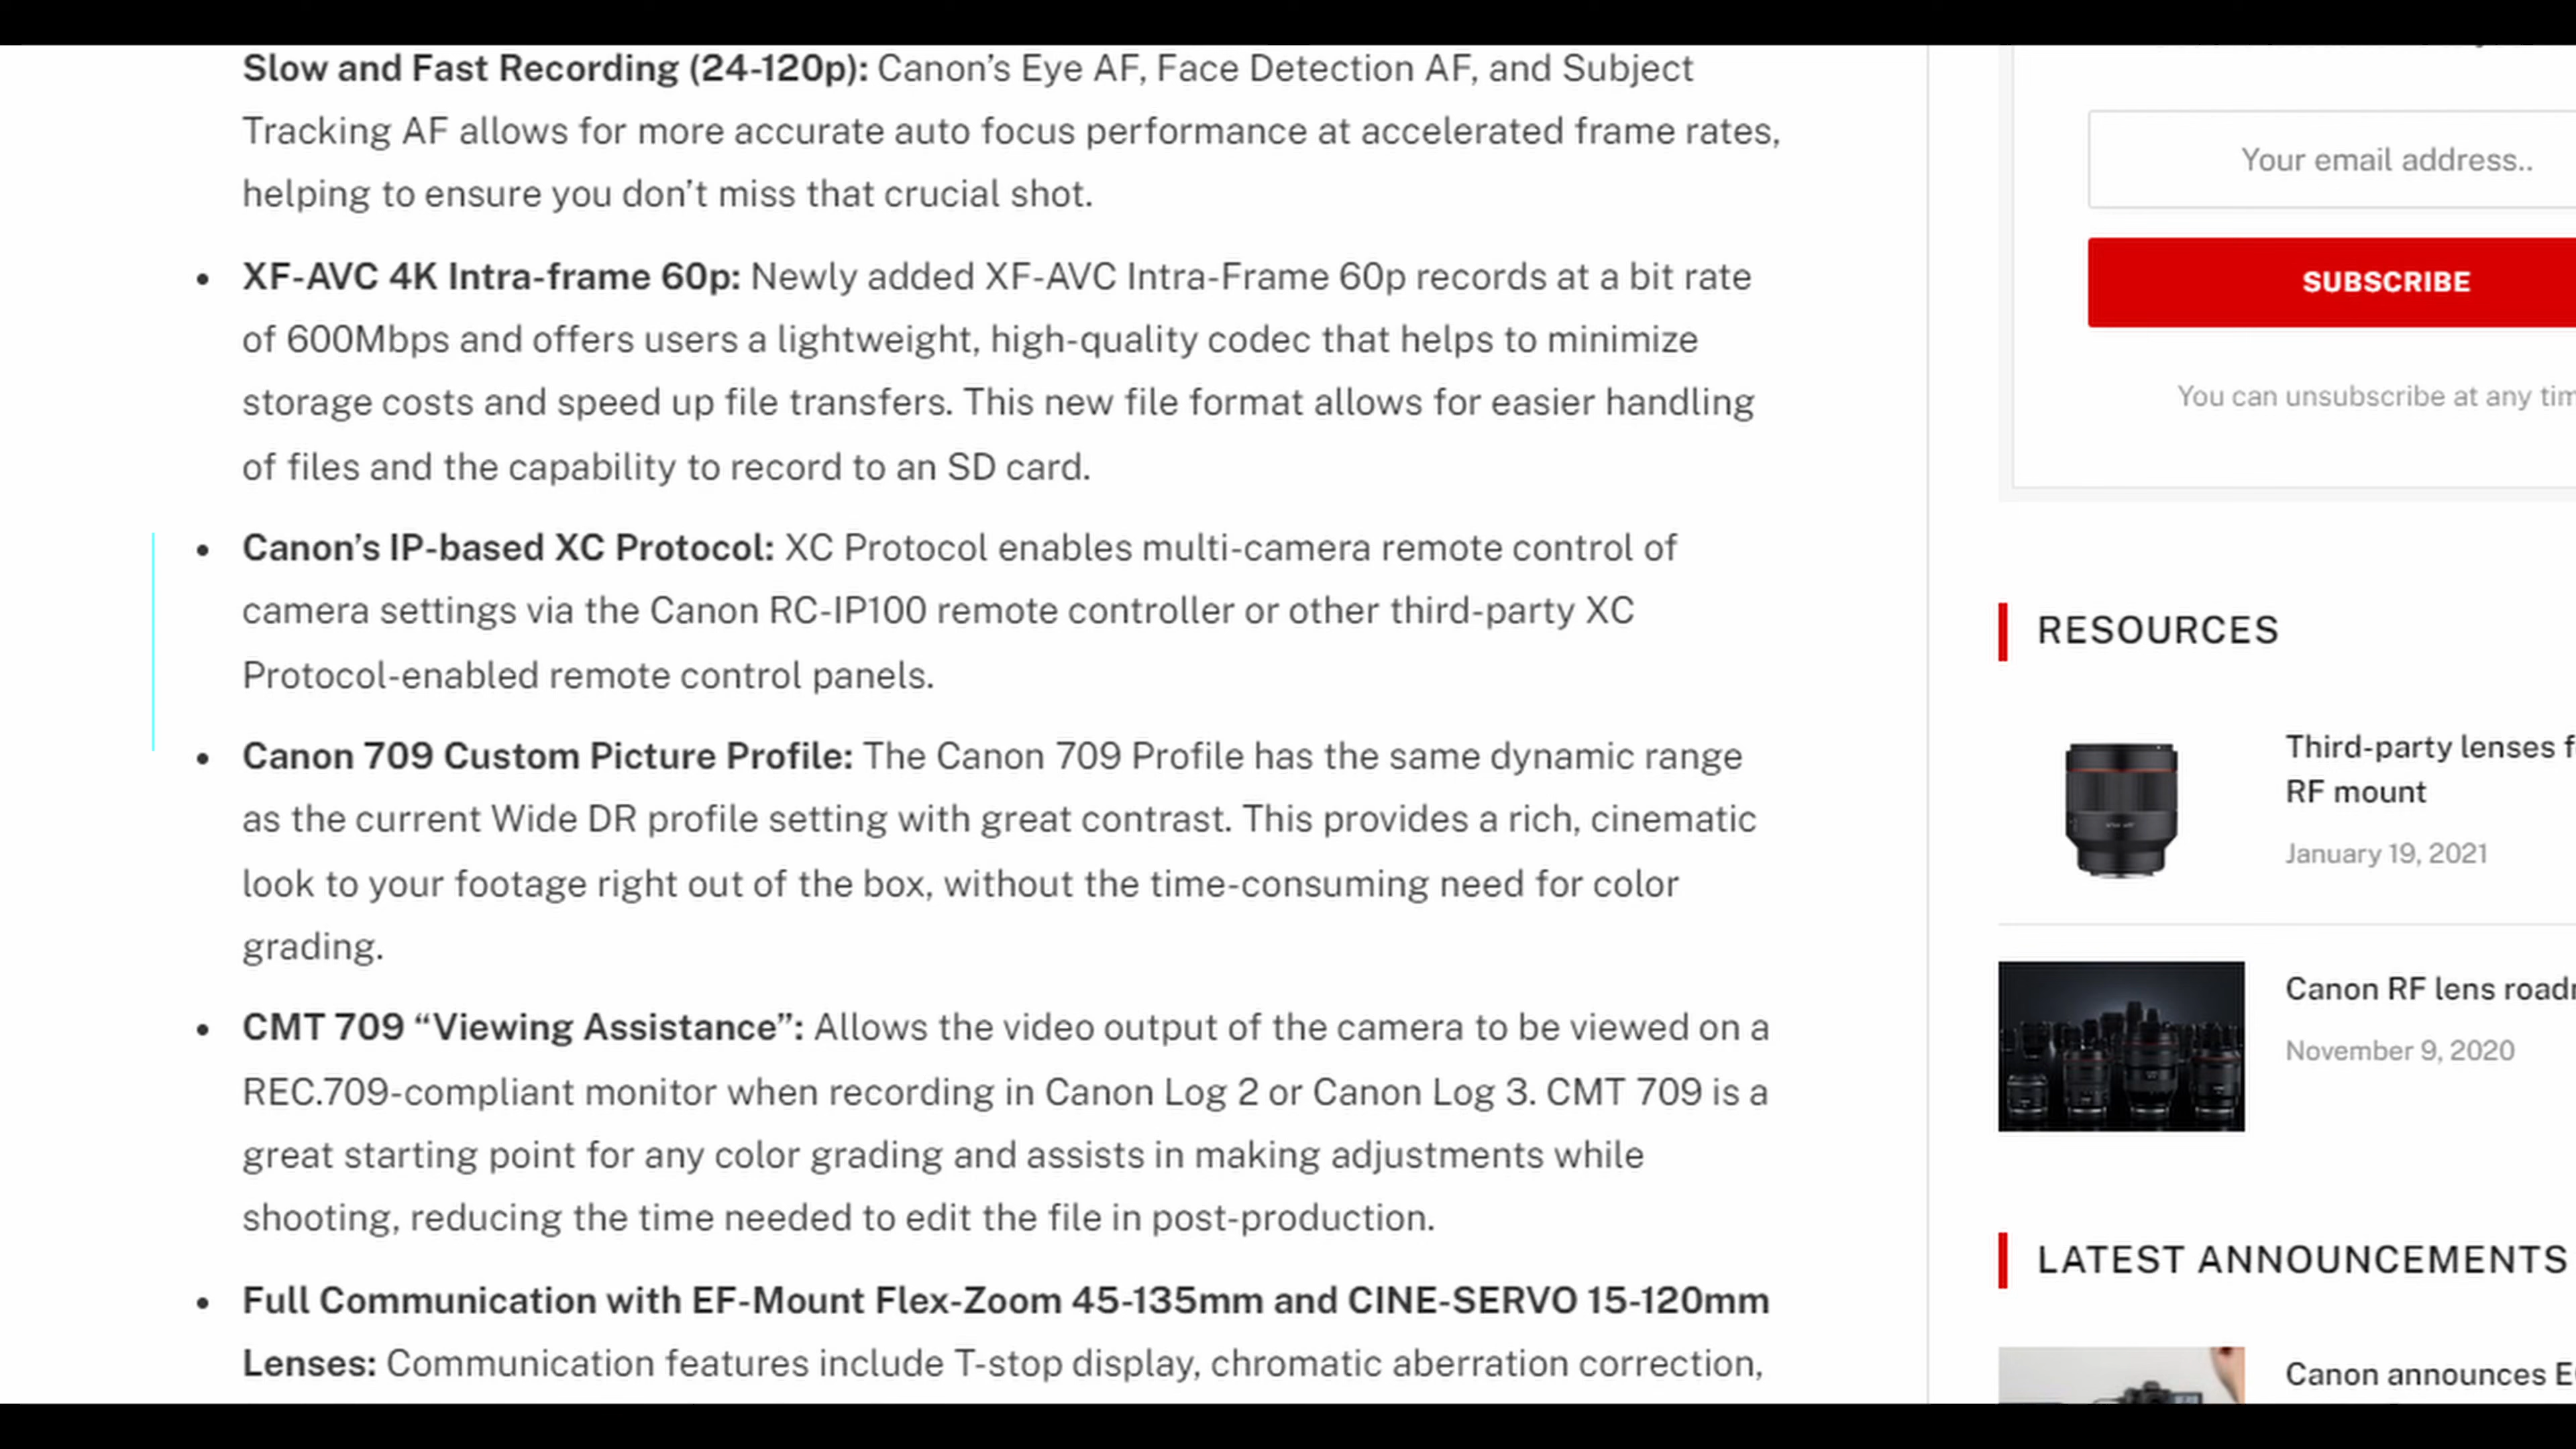 Slow and Fast Recording (24-120p): Canon’s Eye AF, Face Detection AF, and Subject
Tracking AF allows for more accurate auto focus performance at accelerated frame rates,
helping to ensure you don’t miss that crucial shot.
• XF-AVC 4K Intra-frame 60p: Newly added XF-AVC Intra-Frame 60p records at a bit rate
of 600Mbps and offers users a lightweight, high-quality codec that helps to minimize
storage costs and speed up file transfers. This new file format allows for easier handling
of files and the capability to record to an SD card.
• Canon’s IP-based XC Protocol: XC Protocol enables multi-camera remote control of
camera settings via the Canon RC-IP100 remote controller or other third-party XC
Protocol-enabled remote control panels.
• Canon 709 Custom Picture Profile: The Canon 709 Profile has the same dynamic range
as the current Wide DR profile setting with great contrast. This provides a rich, cinematic
look to your footage right out of the box, without the time-consuming need for color
grading.
• CMT 709 “Viewing Assistance”: Allows the video output of the camera to be viewed on a
REC.709-compliant monitor when recording in Canon Log 2 or Canon Log 3. CMT 709 is a
great starting point for any color grading and assists in making adjustments while
shooting, reducing the time needed to edit the file in post-production.
• Full Communication with EF-Mount Flex-Zoom 45-135mm and CINE-SERVO 15-120mm
Lenses: Communication features include T-stop display, chromatic aberration correction,
Your email address..
SUBSCRIBE
You can unsubscribe at any tim
RESOURCES
Third-party lenses f
RF mount
January 19, 2021
Canon RF lens road
November 9, 2020
LATEST ANNOUNCEMENTS
Canon announces E